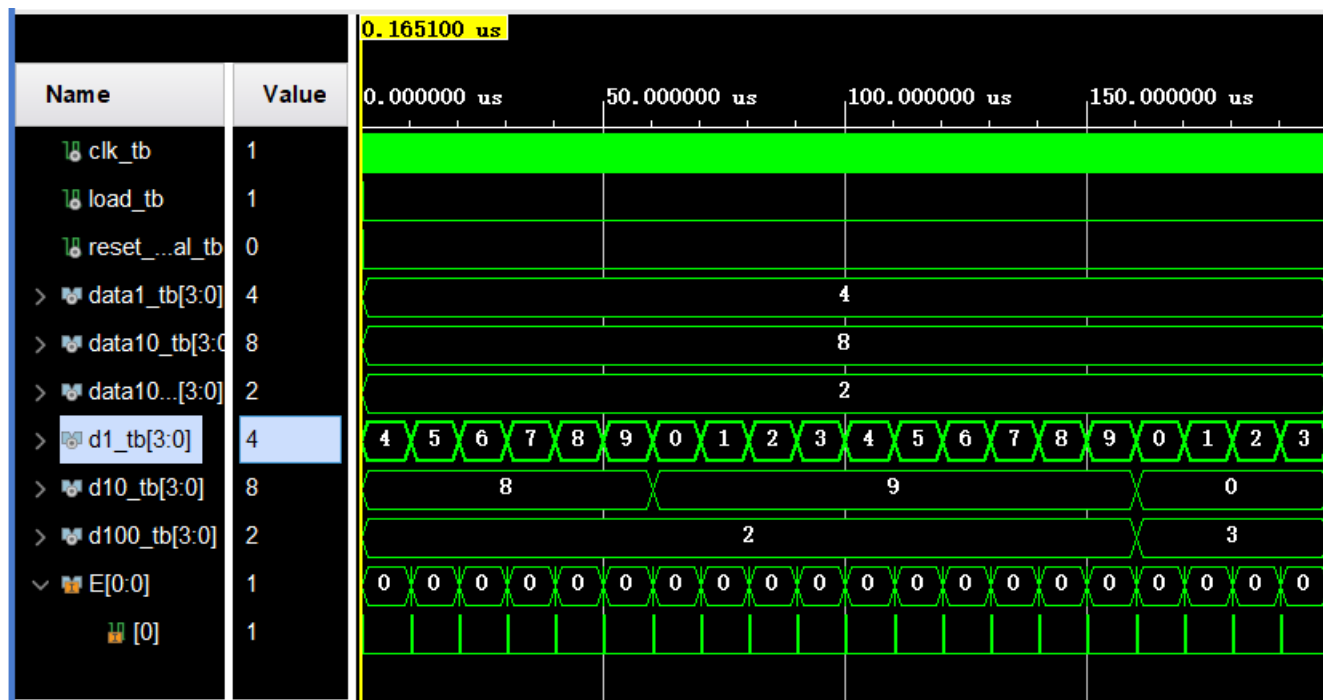 0.165100 us
Name Value 0.000000 us 50.000000 us 100.000000 us 150.000000 us
clk_tb 1
load_tb 1
reset_...al_tb 0
data1_tb[3:0] 4 4
data10_tb[3:0 8 8
data10...[3:0] 2 2
d1_tb[3:0] 4 4 5 6 7 8 9 0 1 2 3 4 5 6 7 8 9 0 1 2 3
d10_tb[3:0] 8 8 9 0
d100_tb[3:0] 2 2 3
E[0:0] 1 0 0 0 0 0 0 0 0 0 0 0 0 0 0 0 0 0 0 0 0
[0] 1